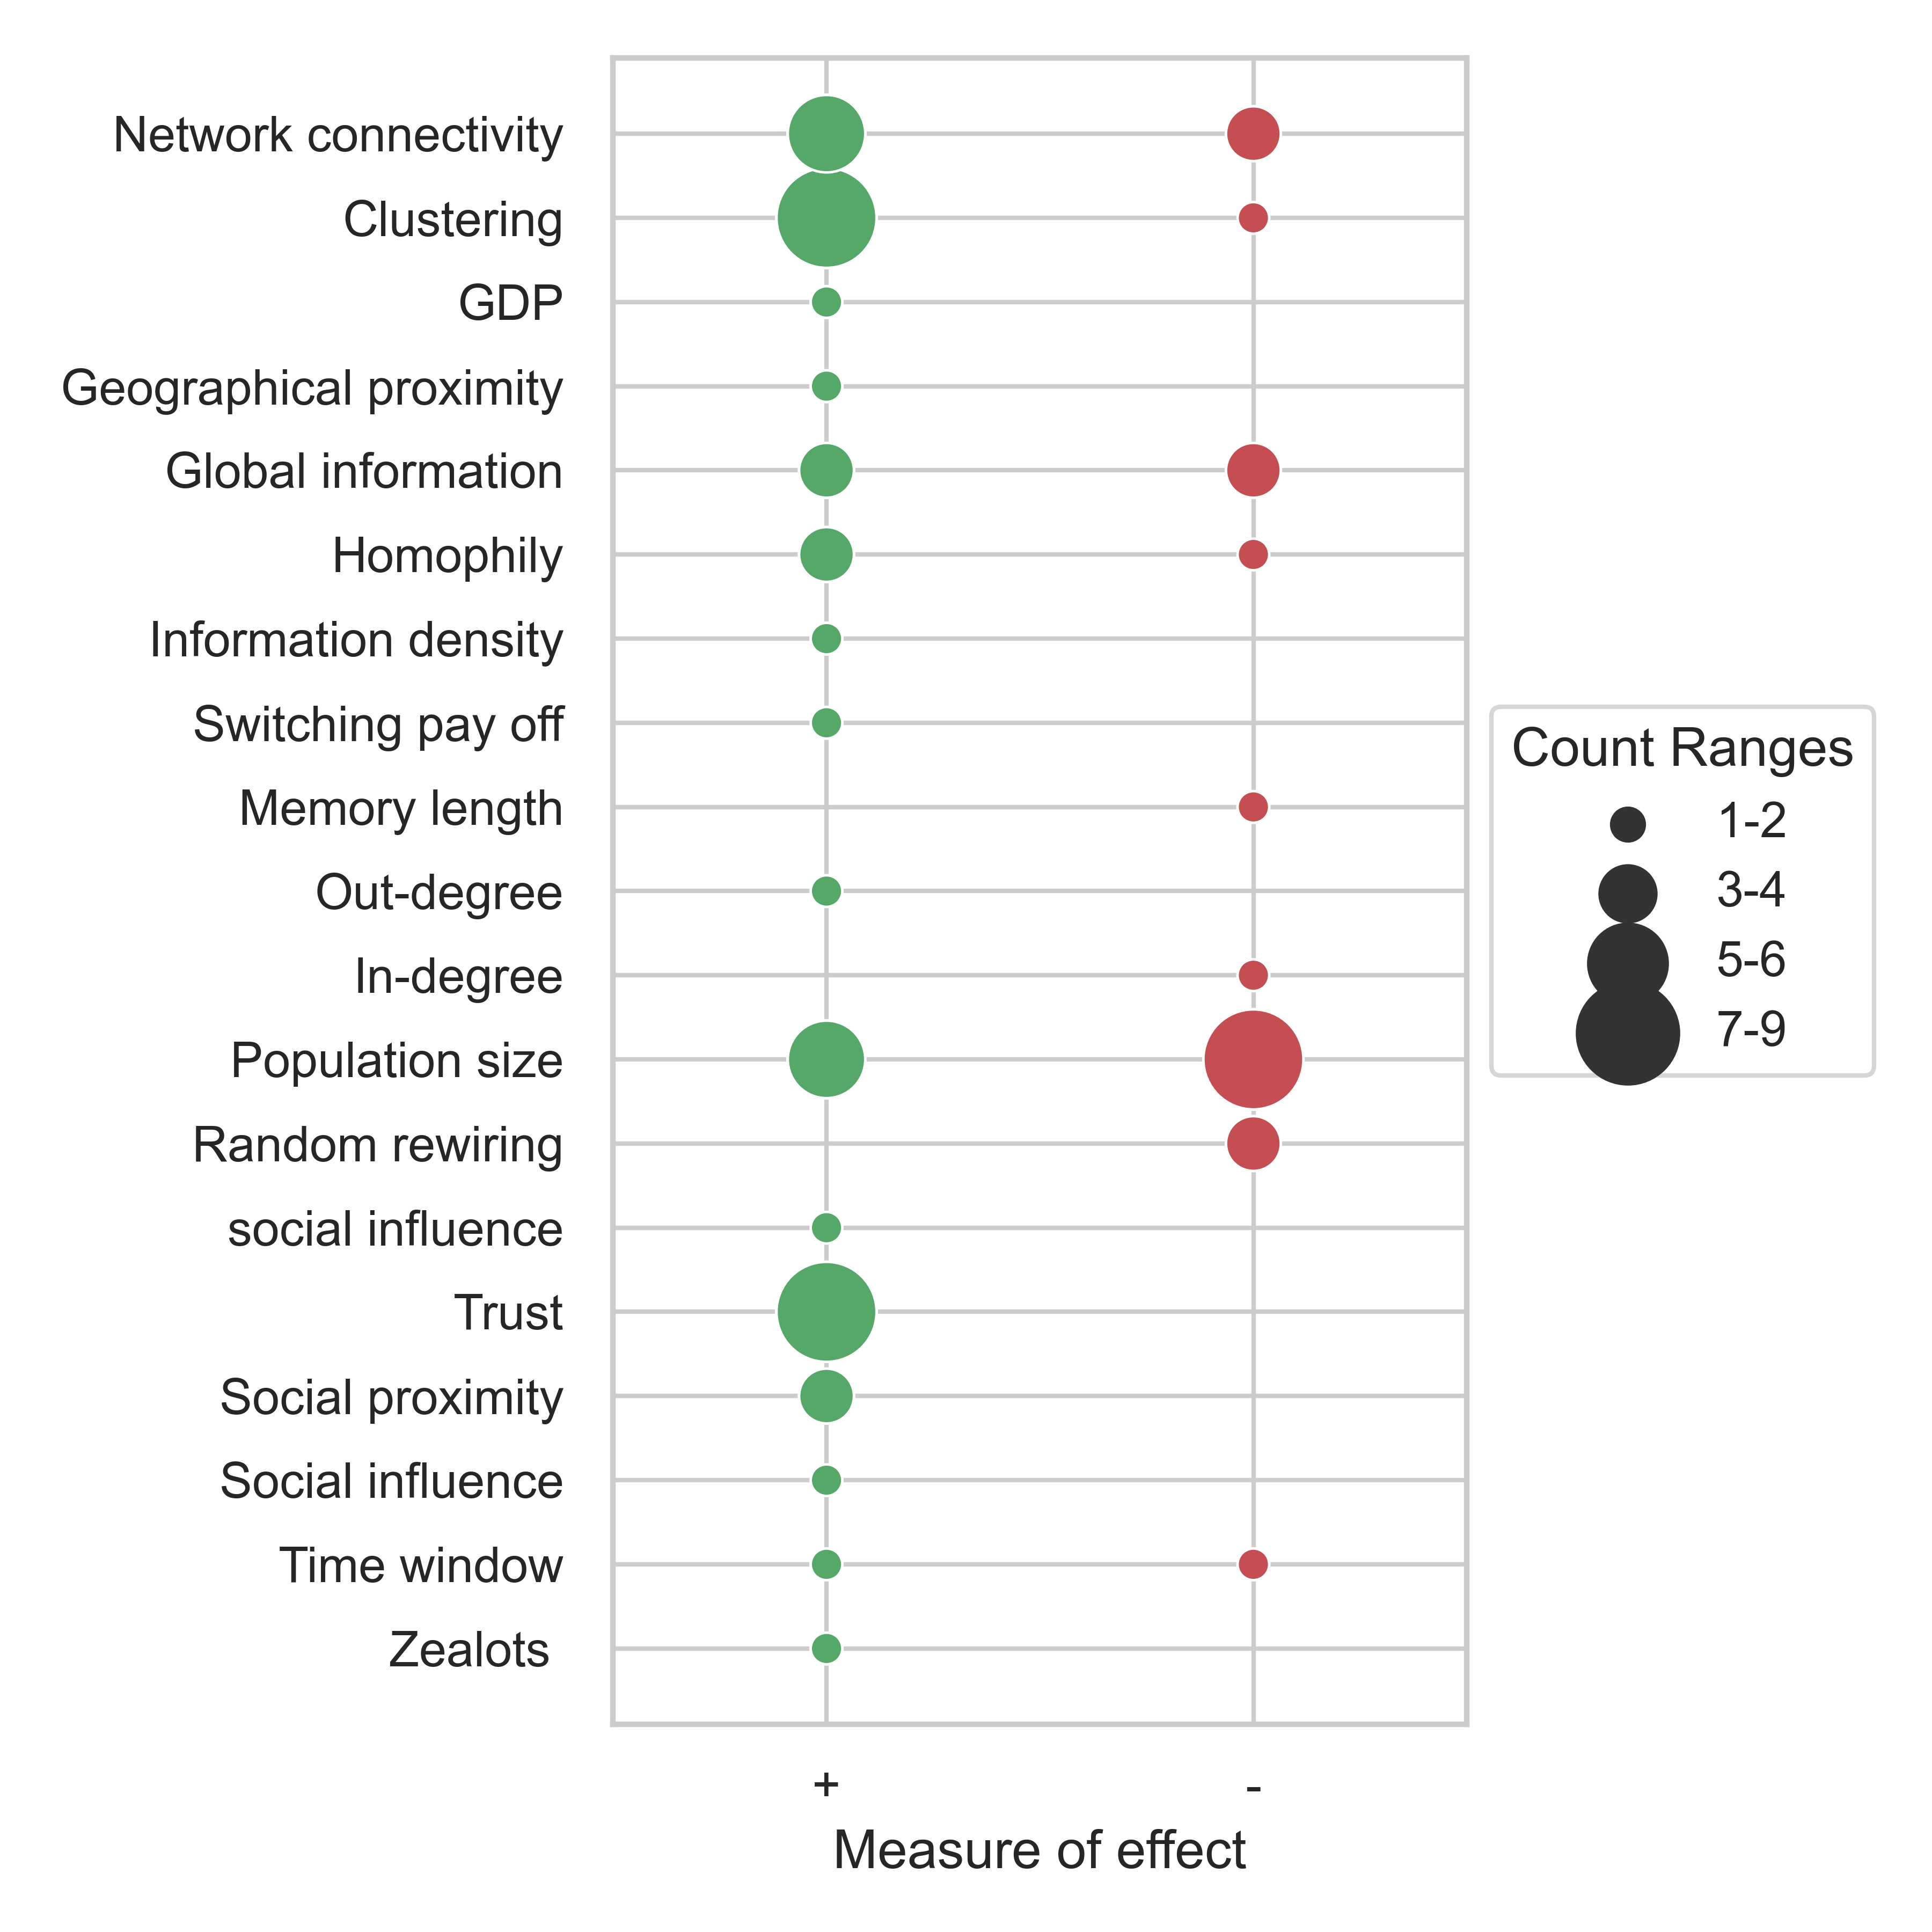 Network connectivity
Clustering
GDP
Geographical proximity
Global information
Homophily
Information density
Switching pay off
Memory length
Out-degree
In-degree
Population size
Random rewiring
social influence
Trust
Social proximity
Social influence
Time window
Zealots
Count Ranges
1-2
3-4
5-6
7-9
+ -
Measure of effect